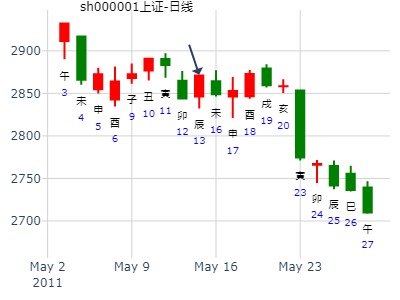 sh000001上证-日线
2900
2850
2800
2750
2700
午
3
未
4
申
5
酉
6
子
9
丑
10
寅
11
卯
12
辰
13
未
16
申
17
酉
18
戌
19
亥
20
寅
23
卯
24
辰
25
巳
26
午
27
May 2
2011
May 9
May 16
May 23